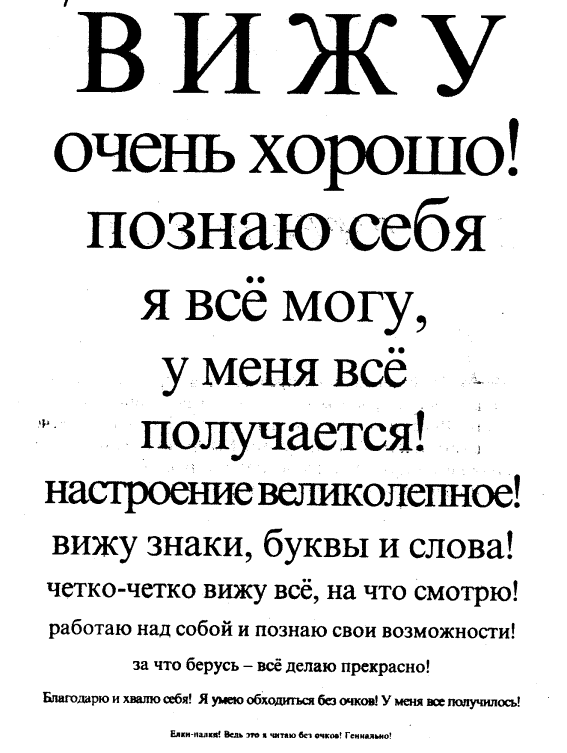 ВИЖУ
очень хорошо!
познаю себя
я всё могу,
у меня всё
получается!
настроение великолепное!
вижу знаки, буквы и слова!
четко-четко вижу всё, на что смотрю!
работаю над собой и познаю свои возможности!
за что берусь – всё делаю прекрасно!
Благодарю и хвалю себя! Я умею обходиться без очков! У меня все получилось!
Елки-палки! Ведь это я читаю без очков! Гениально!